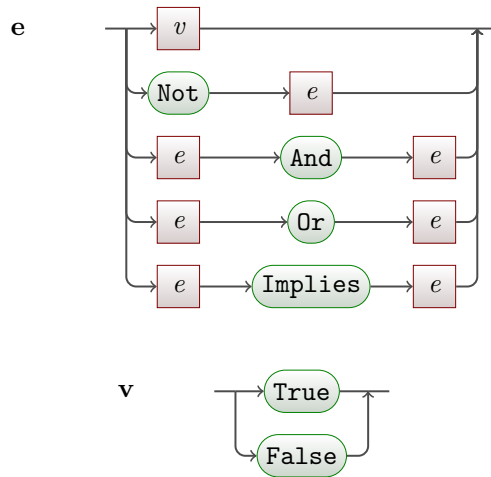 e v
Not e
e And e
e Or e
e Implies e
v True
False